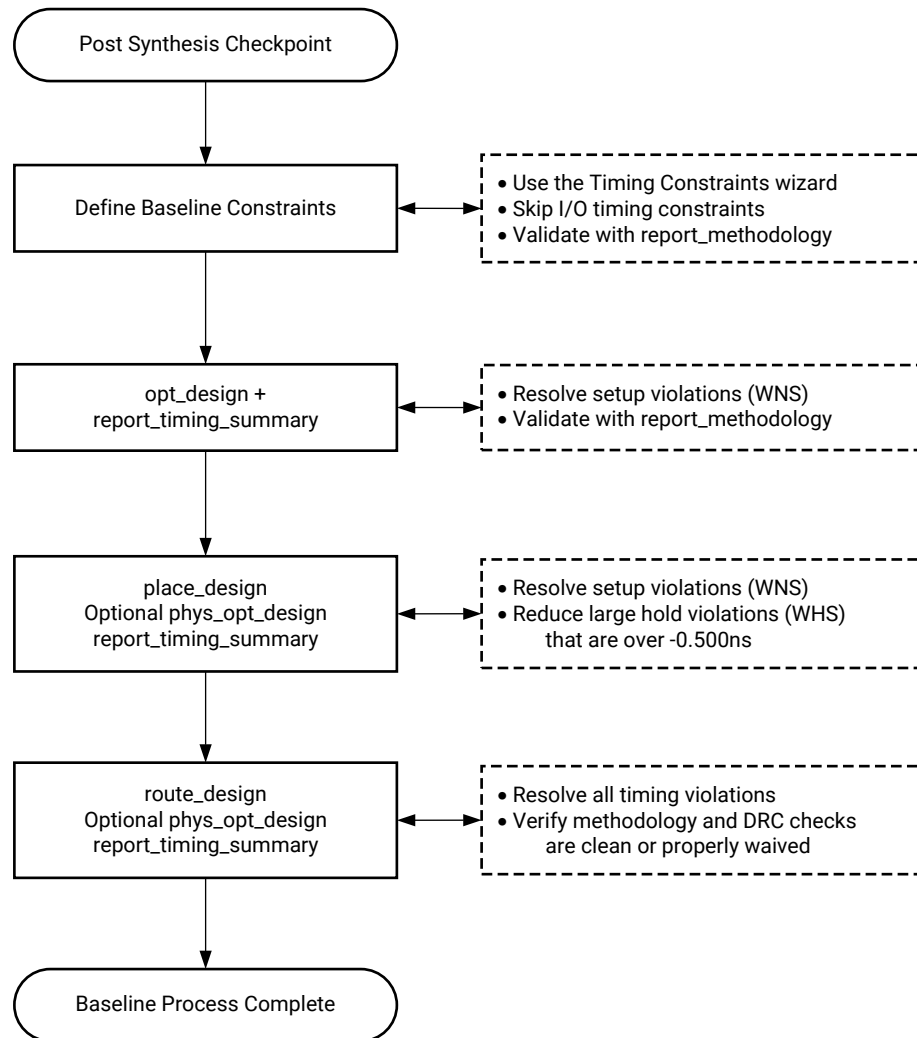 Post Synthesis Checkpoint
Define Baseline Constraints
• Use the Timing Constraints wizard
• Skip I/O timing constraints
• Validate with report_methodology
opt_design +
report_timing_summary
• Resolve setup violations (WNS)
• Validate with report_methodology
place_design
Optional phys_opt_design
report_timing_summary
• Resolve setup violations (WNS)
• Reduce large hold violations (WHS)
that are over -0.500ns
route_design
Optional phys_opt_design
report_timing_summary
• Resolve all timing violations
• Verify methodology and DRC checks
are clean or properly waived
Baseline Process Complete